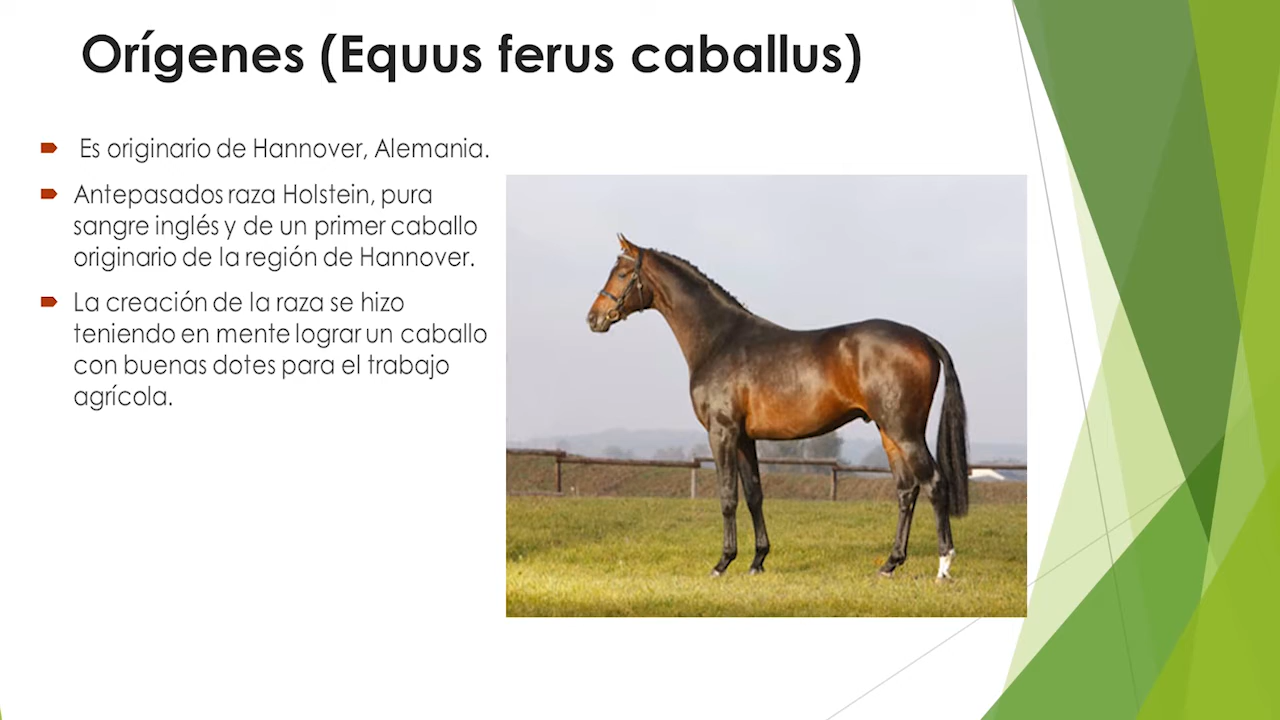 Orígenes (Equus ferus caballus)
Es originario de Hannover, Alemania.
Antepasados raza Holstein, pura
sangre inglés y de un primer caballo
originario de la región de Hannover.
La creación de la raza se hizo
teniendo en mente lograr un caballo
con buenas dotes para el trabajo
agrícola.